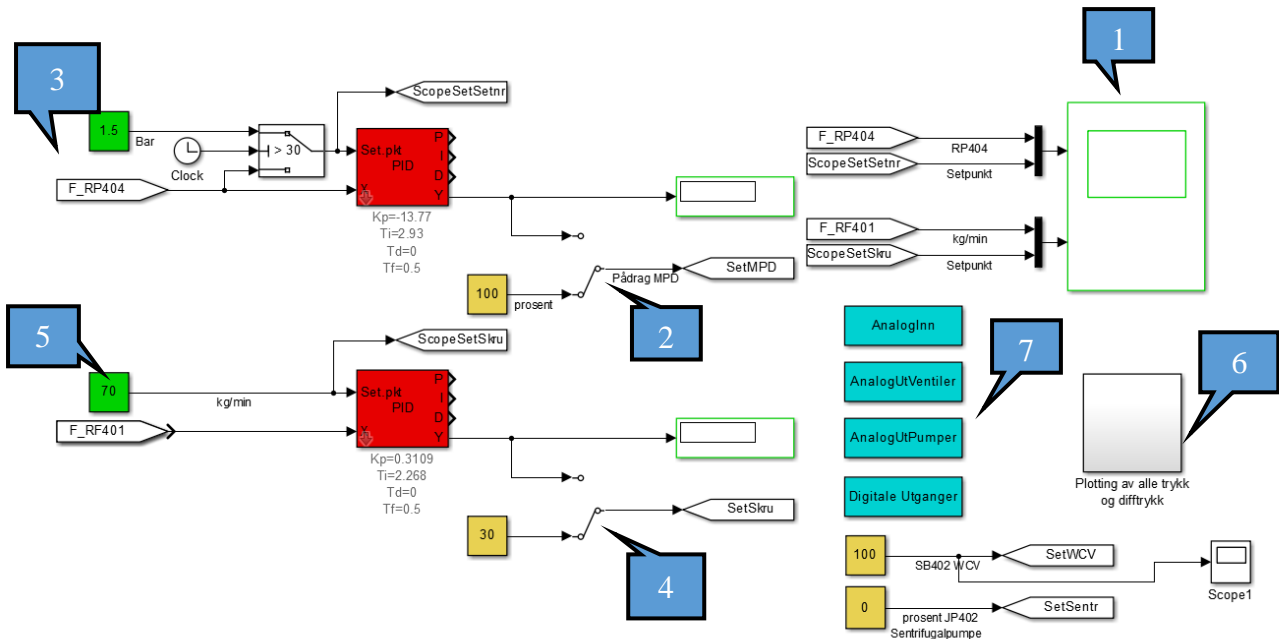 3
1.5
Bar
Clock
> 30
F_RP404
ScopeSetSetnr
Set.pkt
PID
Y
P
I
D
Y
Kp=-13.77
Ti=2.93
Td=0
Tf=0.5
100
prosent
Pådrag MPD
SetMPD
2
5
70
kg/min
F_RF401
ScopeSetSkru
Set.pkt
PID
Y
P
I
D
Y
Kp=0.3109
Ti=2.268
Td=0
Tf=0.5
30
SetSkru
4
1
F_RP404
RP404
ScopeSetSetnr
Setpunkt
F_RF401
kg/min
ScopeSetSkru
Setpunkt
AnalogInn
AnalogUtVentiler
AnalogUtPumper
Digitale Utganger
7
6
Plotting av alle trykk
og difftrykk
100
SB402 WCV
SetWCV
Scope1
0
prosent JP402
Sentrifugalpumpe
SetSentr